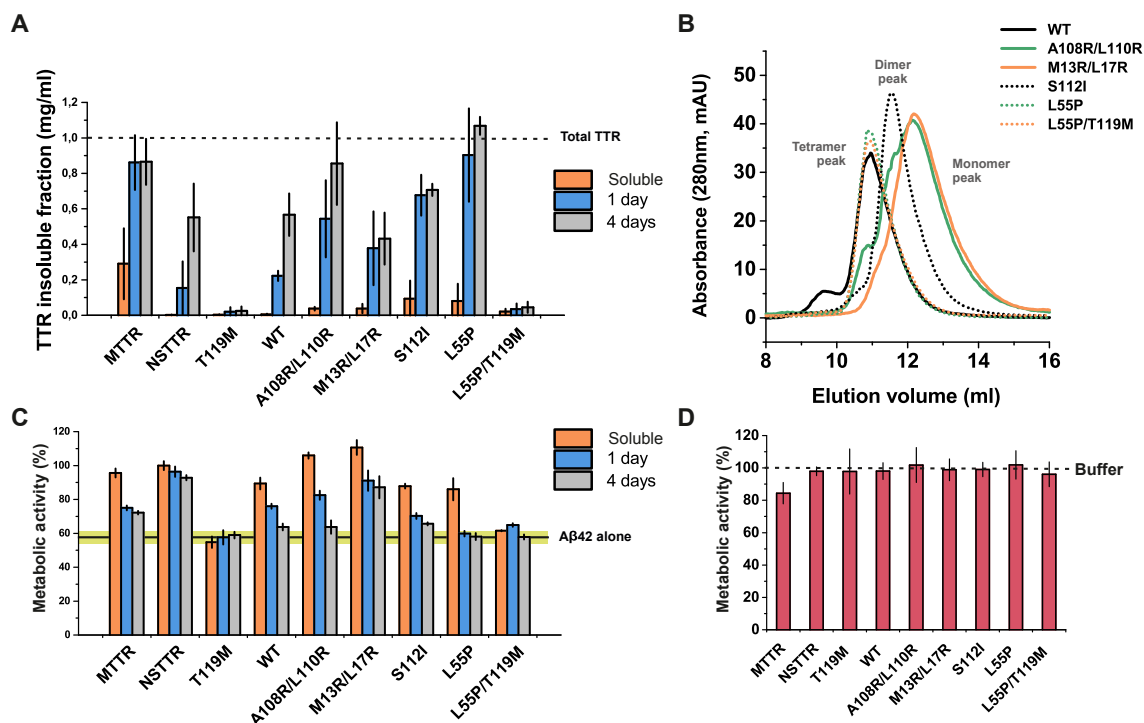 A
TTR insoluble fraction (mg/ml)
1,2
1,0
0,8
0,6
0,4
0,2
0,0
Total TTR
Soluble
1 day
4 days
MTTR
NSTTR
T119M
WT
A108R/L110R
M13R/L17R
S112I
L55P
L55P/T119M
B
WT
A108R/L110R
M13R/L17R
S112I
L55P
L55P/T119M
Absorbance (280nm, mAU)
50
40
30
20
10
0
Dimer
peak
Tetramer
peak
Monomer
peak
8
10
12
14
16
Elution volume (ml)
C
Metabolic activity (%)
120
100
80
60
40
20
0
Soluble
1 day
4 days
Aβ42 alone
MTTR
NSTTR
T119M
WT
A108R/L110R
M13R/L17R
S112I
L55P
L55P/T119M
D
Metabolic activity (%)
120
100
80
60
40
20
0
Buffer
MTTR
NSTTR
T119M
WT
A108R/L110R
M13R/L17R
S112I
L55P
L55P/T119M